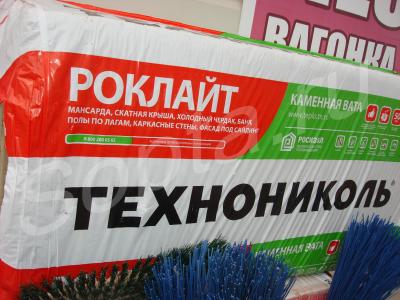 ВАГОНКА
РОКЛАЙТ
МАНСАРДА, СКАТНАЯ КРЫША, ХОЛОДНЫЙ ЧЕРДАК, БАНЯ
ПОЛЫ ПО ЛАГАМ, КАРКАСНЫЕ СТЕНЫ, ФАСАД ПОД САЙДИНГ
КАМЕННАЯ ВАТА
РОСИЗОЛ
ТЕХНОНИКОЛЬ
КАМЕННАЯ ВАТА